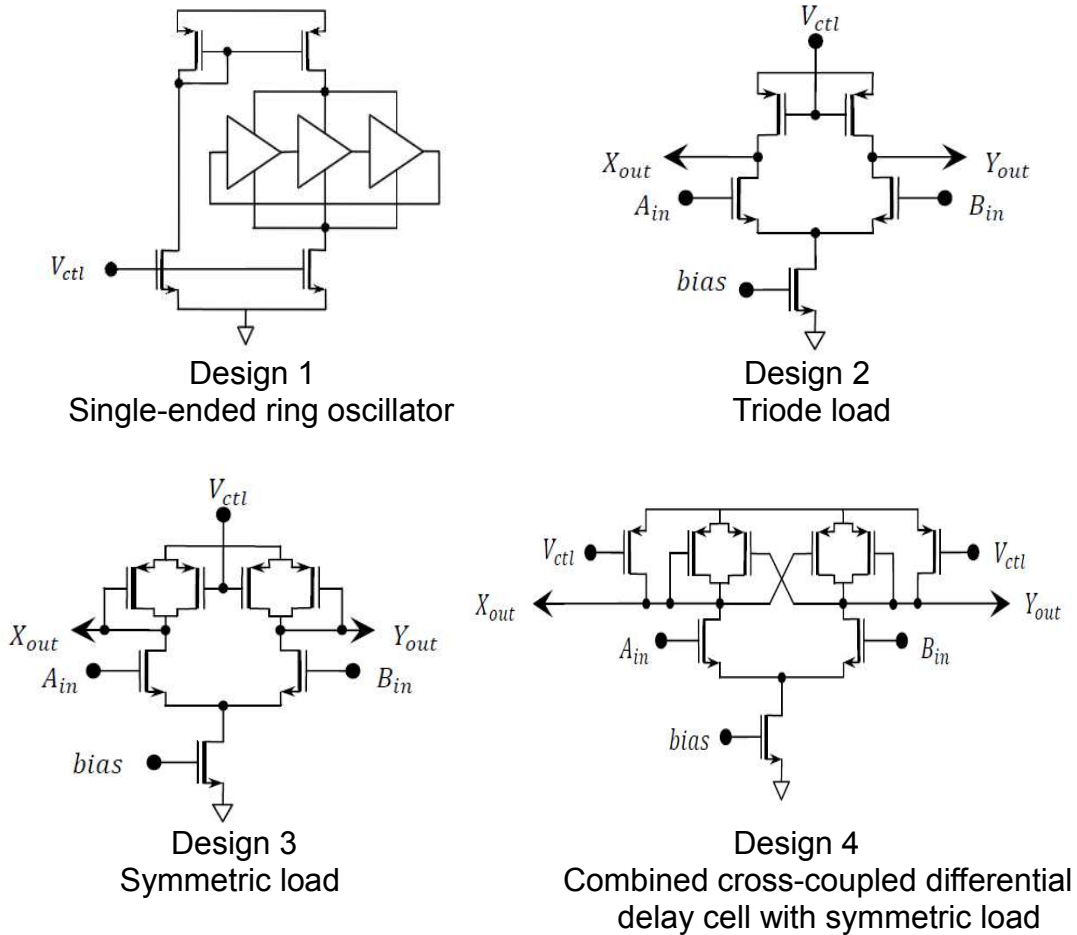 V_ctl
Design 1
Single-ended ring oscillator
V_ctl
X_out
Y_out
A_in
B_in
bias
Design 2
Triode load
V_ctl
X_out
Y_out
A_in
B_in
bias
Design 3
Symmetric load
V_ctl
V_ctl
X_out
Y_out
A_in
B_in
bias
Design 4
Combined cross-coupled differential
delay cell with symmetric load